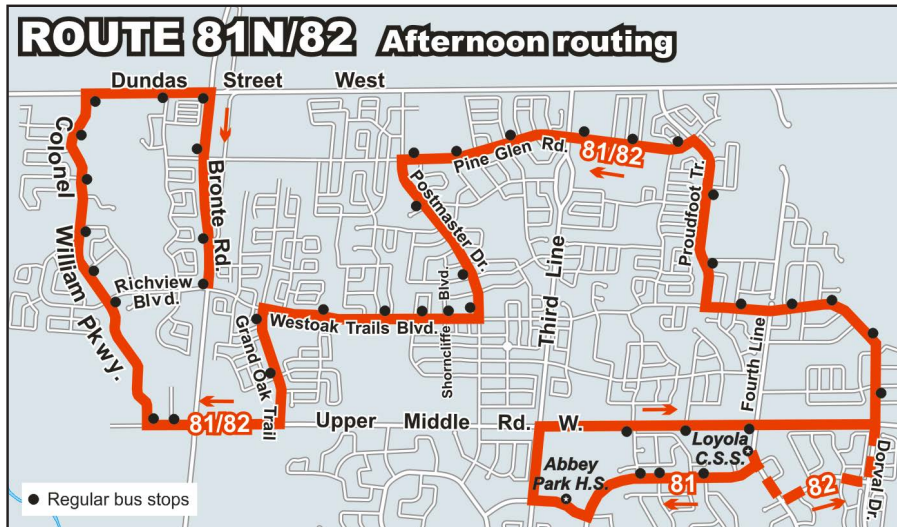 ROUTE 81N/82 Afternoon routing
Dundas Street West
Colonel William Pkwy.
Bronte Rd.
Richview
Blvd.
Pine Glen Rd.
81/82
Postmaster Dr.
Proudfoot Tr.
Third Line
Shorncliffe Blvd.
Westoak Trails Blvd.
Grand Oak Trail
Fourth Line
81/82
Upper Middle Rd. W.
Loyola
C.S.S.
Abbey
Park H.S.
81
82
Dorval Dr.
Regular bus stops